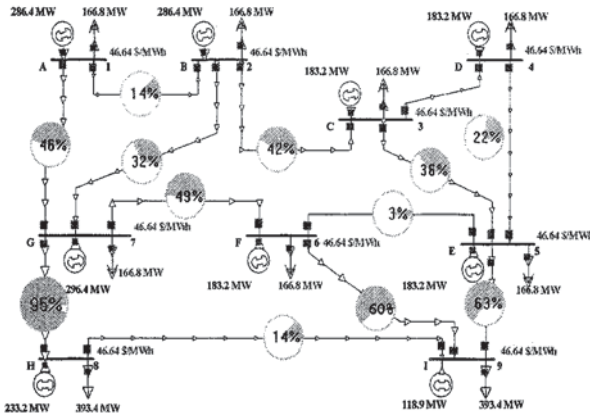 286.4 MW 166.8 MW 286.4 MW 166.8 MW 183.2 MW 166.8 MW
46.64 $/MWh 46.64 $/MWh 46.64 $/MWh
A 1 B 2 D 4
183.2 MW 166.8 MW
14%
46.64 $/MWh
C 3
22%
46% 32% 42% 38%
49%
3%
46.64 $/MWh 46.64 $/MWh 46.64 $/MWh
G 7 F 6 E 5
166.8 MW 183.2 MW 166.8 MW 183.2 MW 166.8 MW
296.4 MW
95% 60% 63%
14%
46.64 $/MWh 46.64 $/MWh
H 8 I 9
233.2 MW 393.4 MW 118.9 MW 393.4 MW